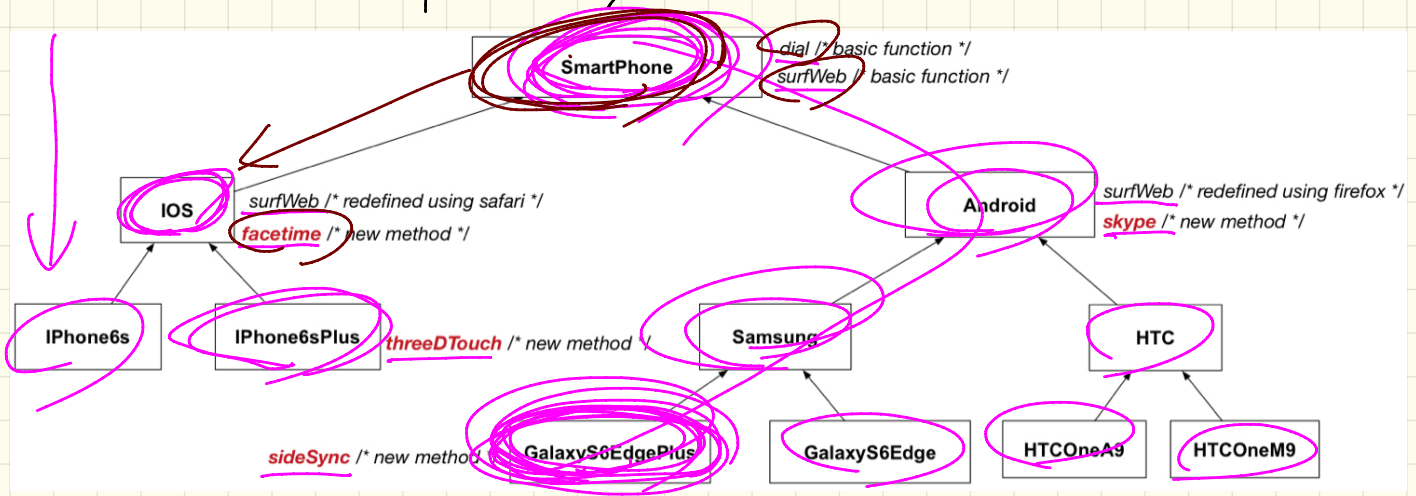 SmartPhone
dial /* basic function */
surfWeb /* basic function */
IOS
surfWeb /* redefined using safari */
facetime /* new method */
Android
surfWeb /* redefined using firefox */
skype /* new method */
IPhone6s
IPhone6sPlus
threeDTouch /* new method */
Samsung
HTC
sideSync /* new method
GalaxyS6EdgePlus
GalaxyS6Edge
HTCOneA9
HTCOneM9